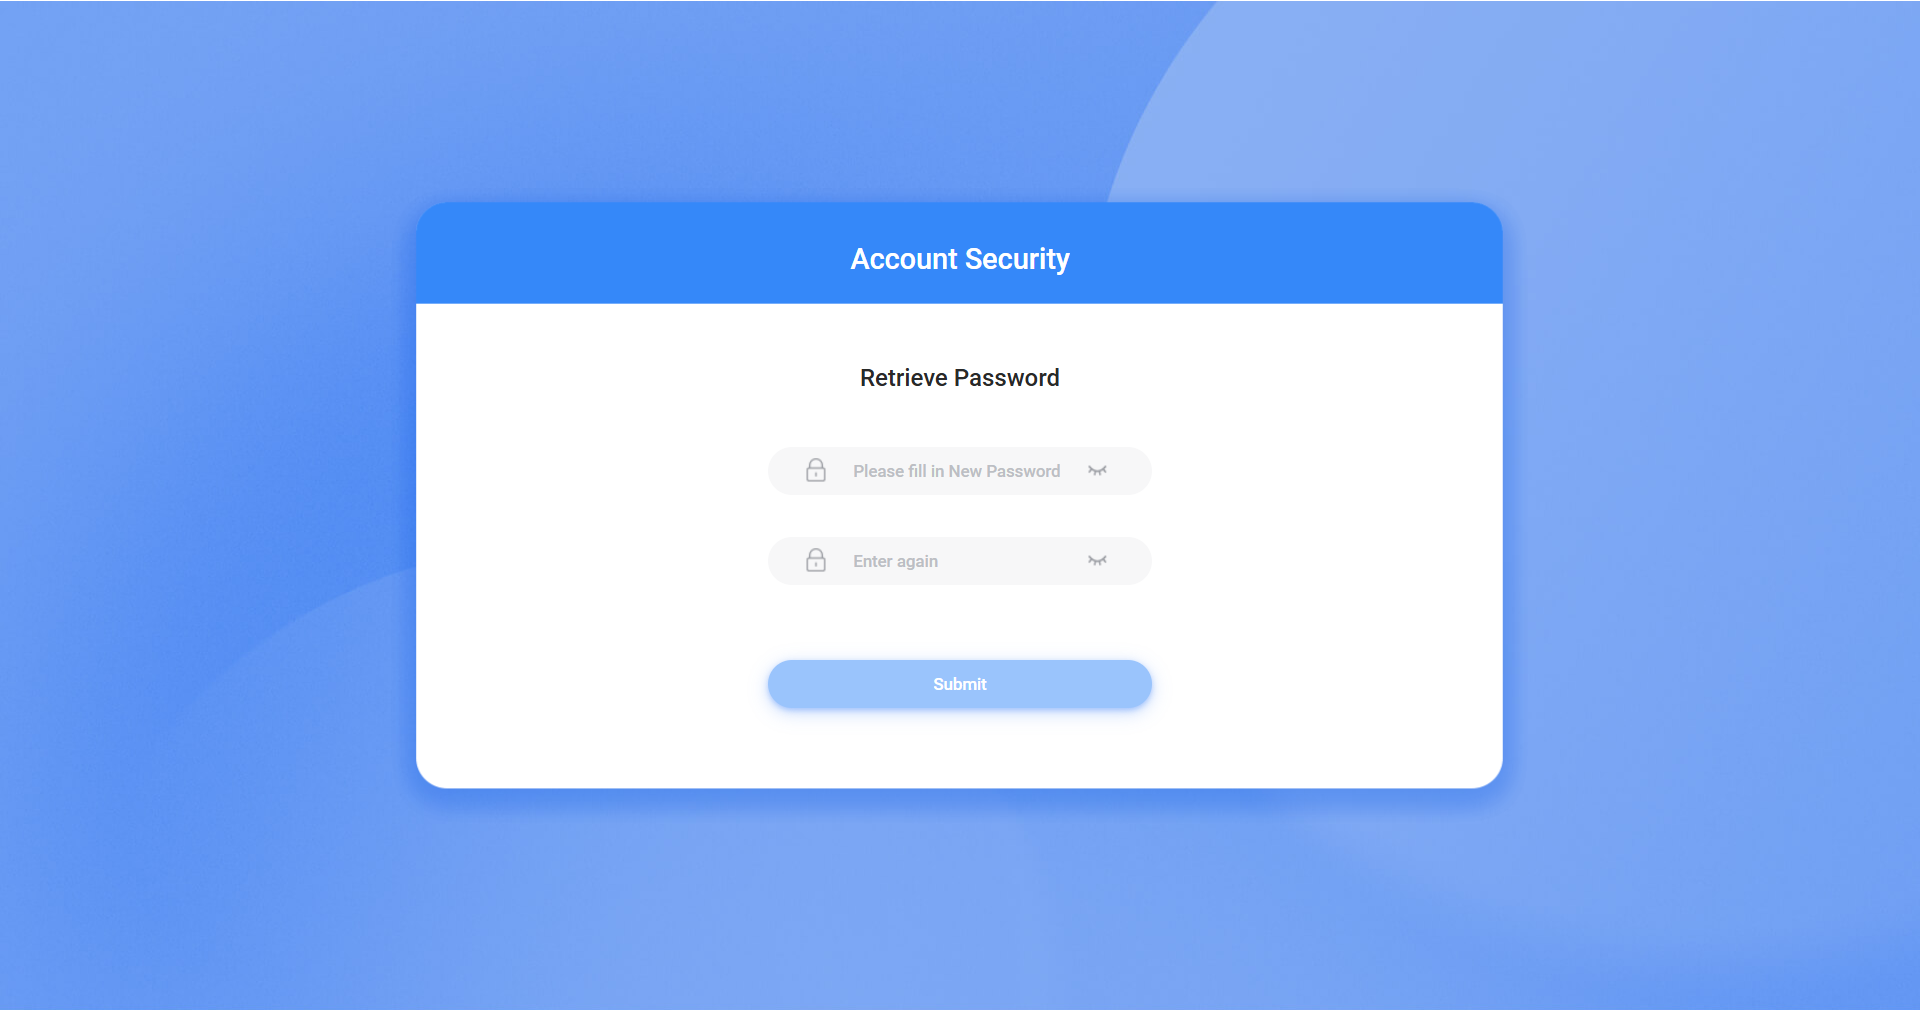 Account Security
Retrieve Password
Please fill in New Password
Enter again
Submit